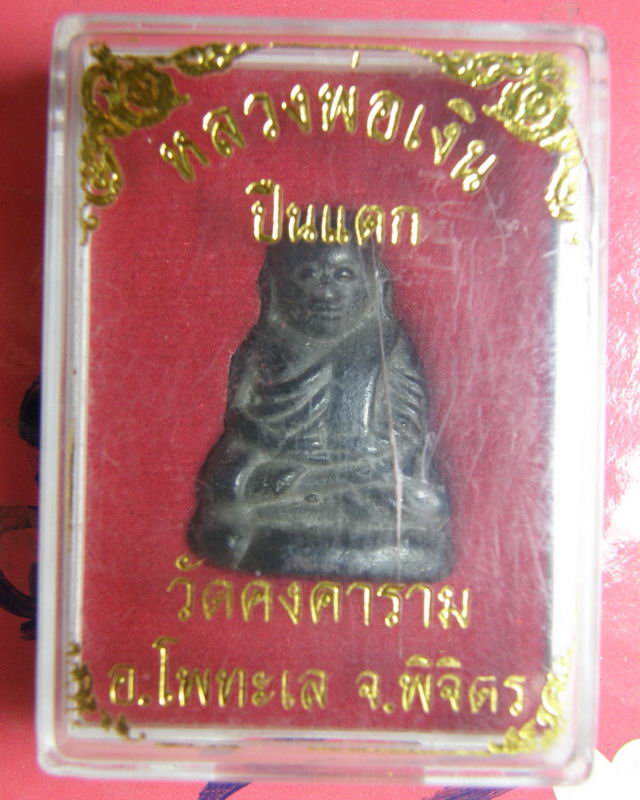 หลวงพ่อเงิน
ปืนแตก
วัดคงคาราม
อ.โพทะเล จ.พิจิตร